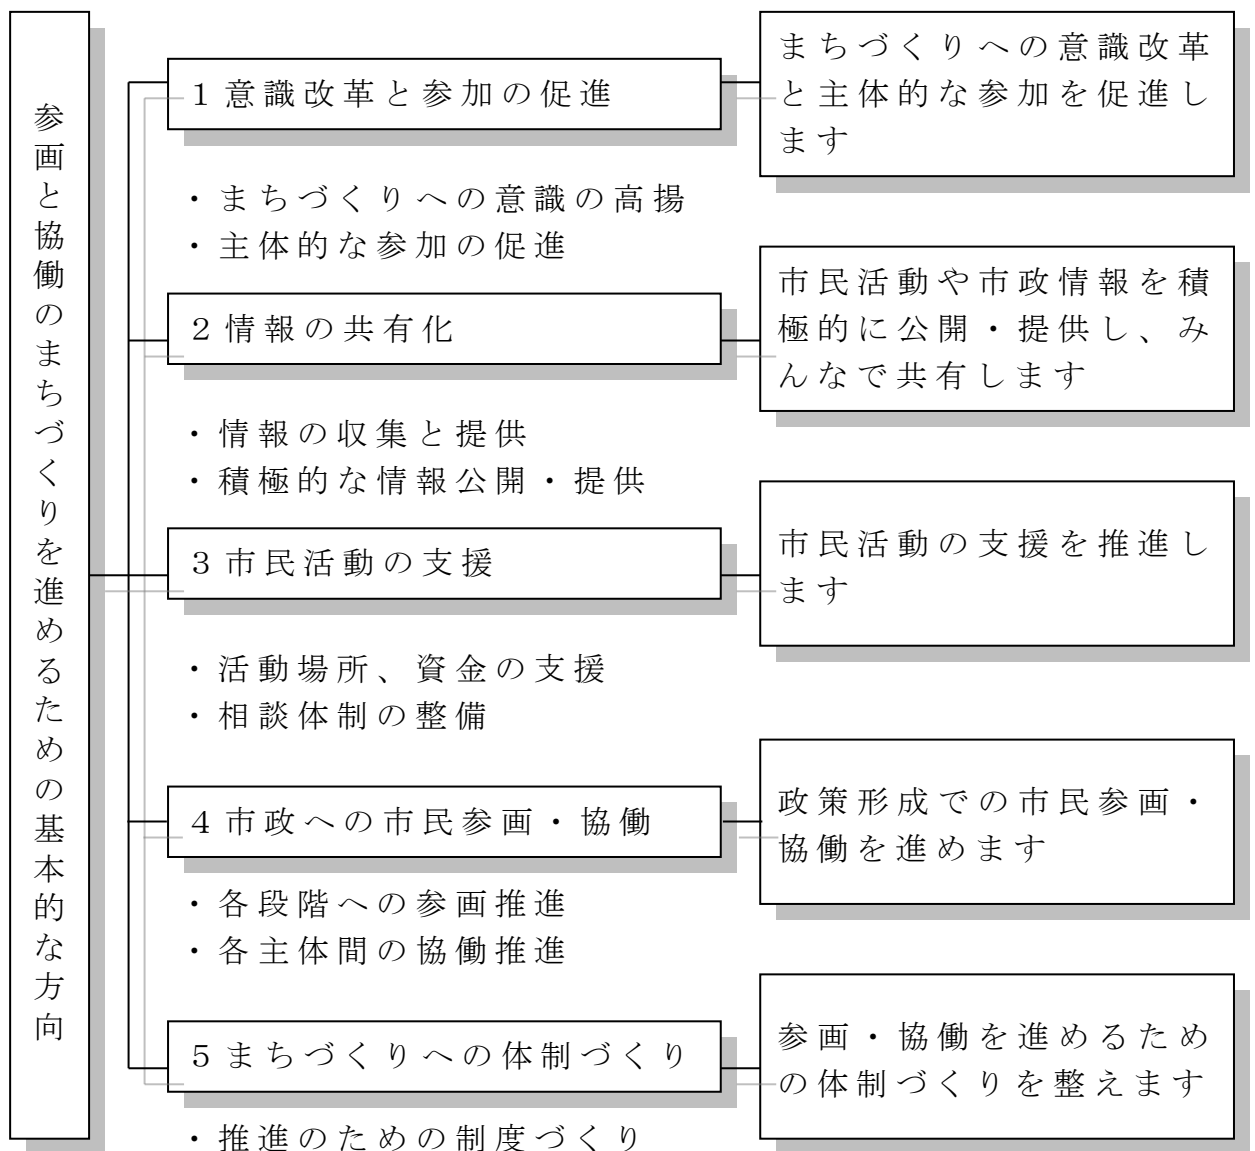 参画と協働のまちづくりを進めるための基本的な方向
1 意識改革と参加の促進
まちづくりへの意識改革
と主体的な参加を促進し
ます
・まちづくりへの意識の高揚
・主体的な参加の促進
2 情報の共有化
市民活動や市政情報を積
極的に公開・提供し、み
んなで共有します
・情報の収集と提供
・積極的な情報公開・提供
3 市民活動の支援
市民活動の支援を推進し
ます
・活動場所、資金の支援
・相談体制の整備
4 市政への市民参画・協働
政策形成での市民参画・
協働を進めます
・各段階への参画推進
・各主体間の協働推進
5 まちづくりへの体制づくり
参画・協働を進めるため
の体制づくりを整えます
・推進のための制度づくり